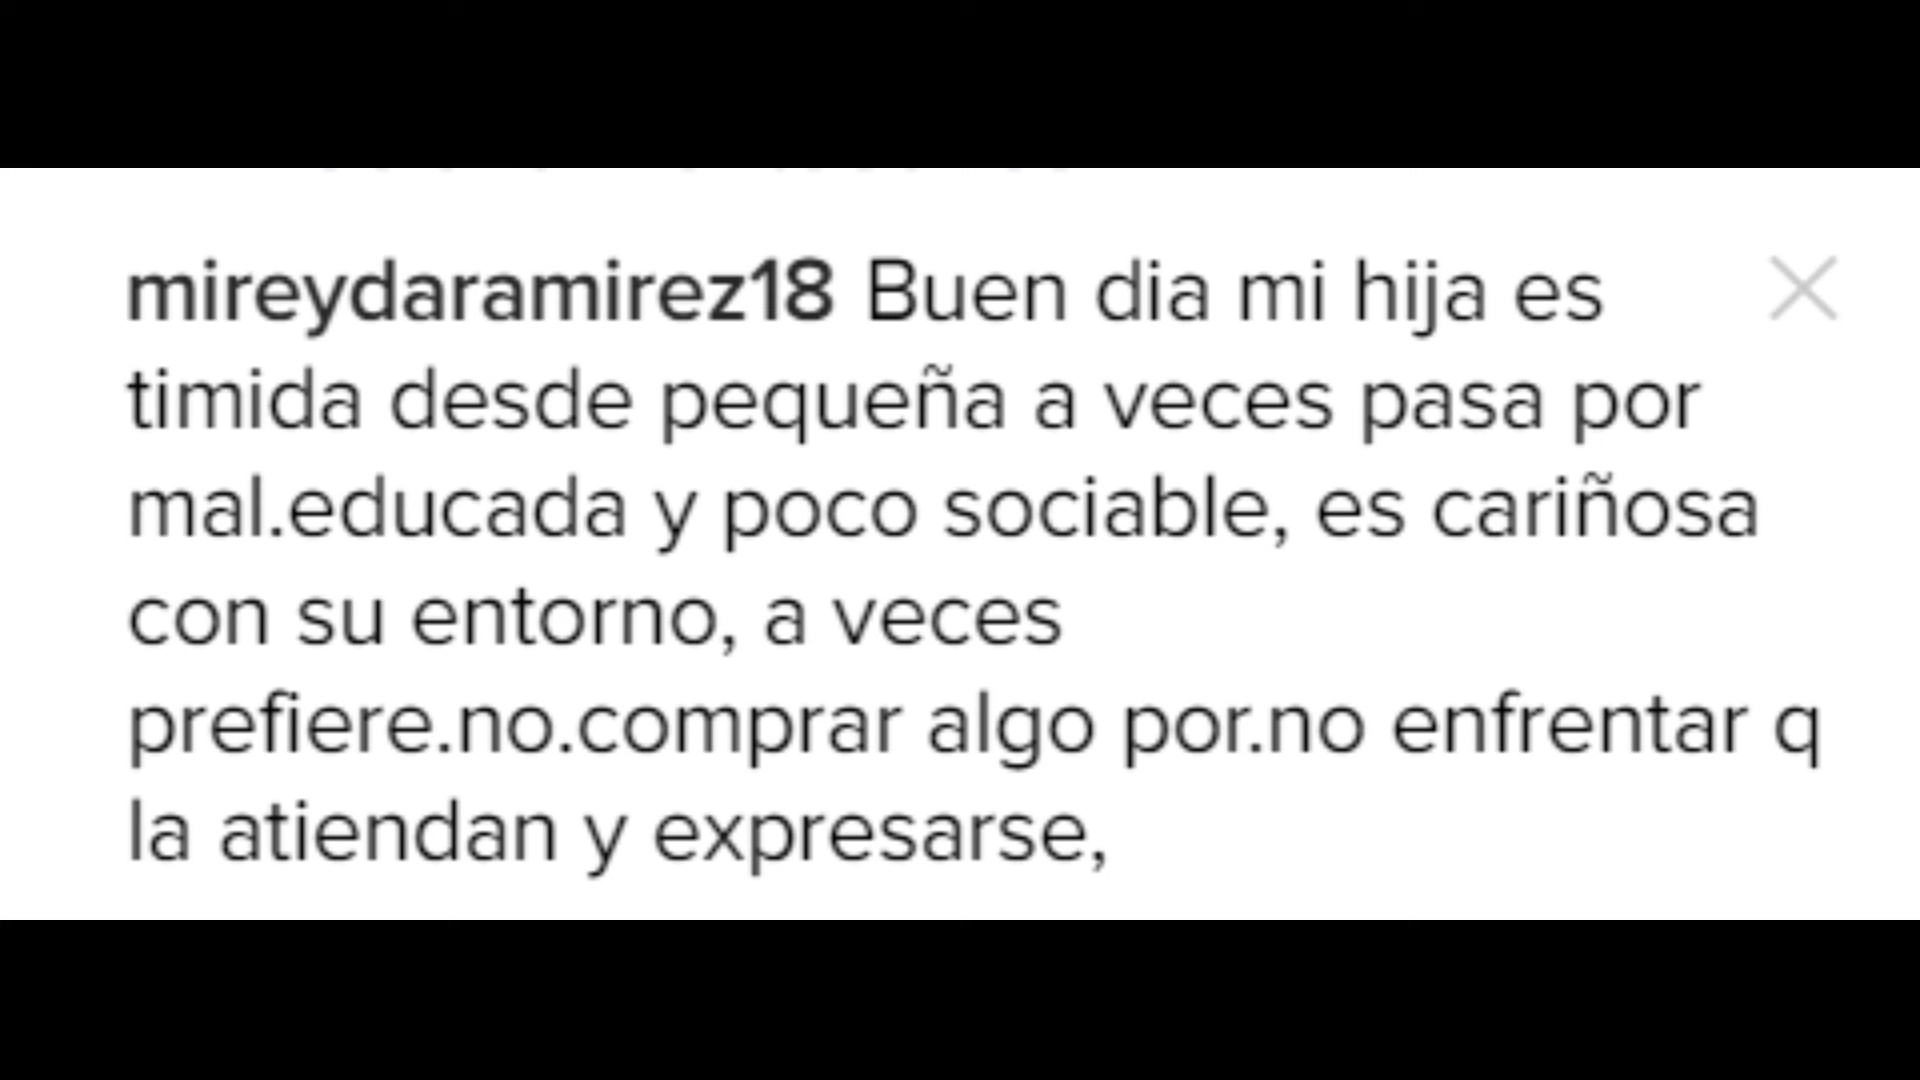 mireydaramirez18 Buen dia mi hija es
timida desde pequeña a veces pasa por
mal.educada y poco sociable, es cariñosa
con su entorno, a veces
prefiere.no.comprar algo por.no enfrentar q
la atiendan y expresarse,